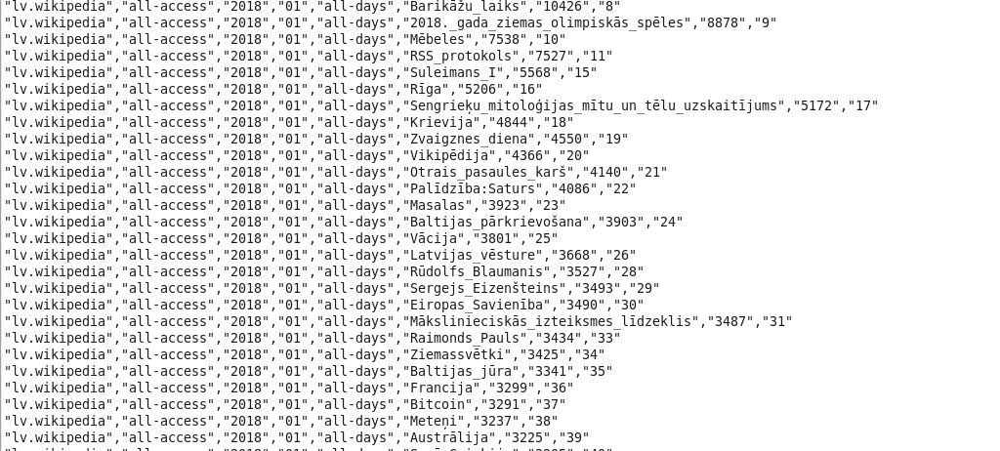 "lv.wikipedia","all-access","2018","01","all-days","Barikāžu_laiks","10426","8"
"lv.wikipedia","all-access","2018","01","all-days","2018._gada_ziemas_olimpiskās_spēles","8878","9"
"lv.wikipedia","all-access","2018","01","all-days","Mēbeles","7538","10"
"lv.wikipedia","all-access","2018","01","all-days","RSS_protokols","7527","11"
"lv.wikipedia","all-access","2018","01","all-days","Suleimans_I","5568","15"
"lv.wikipedia","all-access","2018","01","all-days","Rīga","5206","16"
"lv.wikipedia","all-access","2018","01","all-days","Sengrieķu_mitoloģijas_mītu_un_tēlu_uzskaitījums","5172","17"
"lv.wikipedia","all-access","2018","01","all-days","Krievija","4844","18"
"lv.wikipedia","all-access","2018","01","all-days","Zvaigznes_diena","4550","19"
"lv.wikipedia","all-access","2018","01","all-days","Vikipēdija","4366","20"
"lv.wikipedia","all-access","2018","01","all-days","Otrais_pasaules_karš","4140","21"
"lv.wikipedia","all-access","2018","01","all-days","Palīdzība:Saturs","4086","22"
"lv.wikipedia","all-access","2018","01","all-days","Masalas","3923","23"
"lv.wikipedia","all-access","2018","01","all-days","Baltijas_pārkrievošana","3903","24"
"lv.wikipedia","all-access","2018","01","all-days","Vācija","3801","25"
"lv.wikipedia","all-access","2018","01","all-days","Latvijas_vēsture","3668","26"
"lv.wikipedia","all-access","2018","01","all-days","Rūdolfs_Blaumanis","3527","28"
"lv.wikipedia","all-access","2018","01","all-days","Sergejs_Eizenšteins","3493","29"
"lv.wikipedia","all-access","2018","01","all-days","Eiropas_Savienība","3490","30"
"lv.wikipedia","all-access","2018","01","all-days","Mākslinieciskās_izteiksmes_līdzeklis","3487","31"
"lv.wikipedia","all-access","2018","01","all-days","Raimonds_Pauls","3434","33"
"lv.wikipedia","all-access","2018","01","all-days","Ziemassvētki","3425","34"
"lv.wikipedia","all-access","2018","01","all-days","Baltijas_jūra","3341","35"
"lv.wikipedia","all-access","2018","01","all-days","Francija","3299","36"
"lv.wikipedia","all-access","2018","01","all-days","Bitcoin","3291","37"
"lv.wikipedia","all-access","2018","01","all-days","Meteņi","3237","38"
"lv.wikipedia","all-access","2018","01","all-days","Austrālija","3225","39"